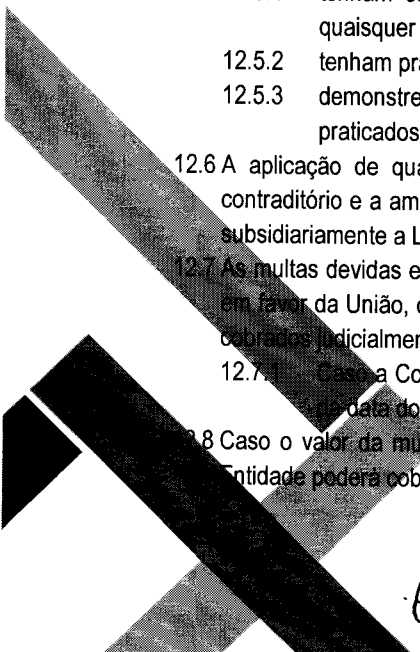 quaisquer
12.5.2 tenham pra
12.5.3 demonstre
praticados
12.6 A aplicação de qua
contraditório e a am
subsidiariamente a L
12.7 As multas devidas e
em favor da União, o
cobrados judicialmen
12.7.1 Caso a Co
da data do
12.8 Caso o valor da mu
Entidade poderá cob